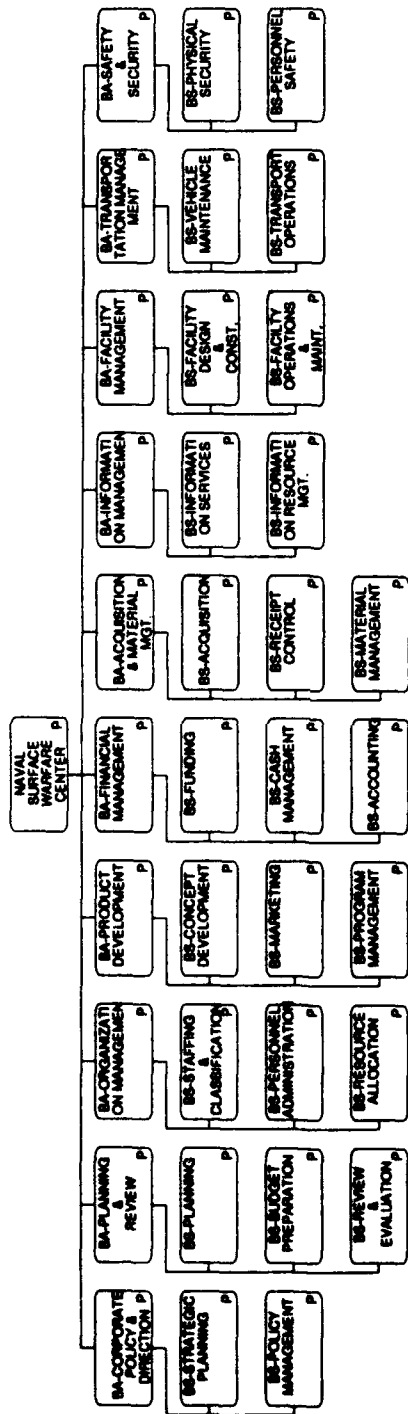 NAVAL
SURFACE
WARFARE
CENTER
P
BA-CORPORATE
POLICY &
DIRECTION
P
BS-STRATEGIC
PLANNING
P
BS-POLICY
MANAGEMENT
P
BA-PLANNING
&
REVIEW
P
BS-PLANNING
P
BS-BUDGET
PREPARATION
P
BS-REVIEW
&
EVALUATION
P
BA-ORGANIZATI
ON MANAGEMEN
P
BS-STAFFING
&
CLASSIFICATION
P
BS-PERSONNEL
ADMINISTRATION
P
BS-RESOURCE
ALLOCATION
P
BA-PRODUCT
DEVELOPMENT
P
BS-CONCEPT
DEVELOPMENT
P
BS-MARKETING
P
BS-PROGRAM
MANAGEMENT
P
BA-FINANCIAL
MANAGEMENT
P
BS-FUNDING
P
BS-CASH
MANAGEMENT
P
BS-ACCOUNTING
P
BA-ACQUISITION
& MATERIAL
MGT.
P
BS-ACQUISITION
P
BS-RECEIPT
CONTROL
P
BS-MATERIAL
MANAGEMENT
P
BA-INFORMATI
ON MANAGEMEN
P
BS-INFORMATI
ON SERVICES
P
BS-INFORMATI
ON RESOURCE
MGT.
P
BA-FACILITY
MANAGEMENT
P
BS-FACILITY
DESIGN
&
CONST.
P
BS-FACILTY
OPERATIONS
&
MAINT.
P
BA-TRANSPOR
TATION MANAGE
MENT
P
BS-VEHICLE
MAINTENANCE
P
BS-TRANSPORT
OPERATIONS
P
BA-SAFETY
&
SECURITY
P
BS-PHYSICAL
SECURITY
P
BS-PERSONNEL
SAFETY
P